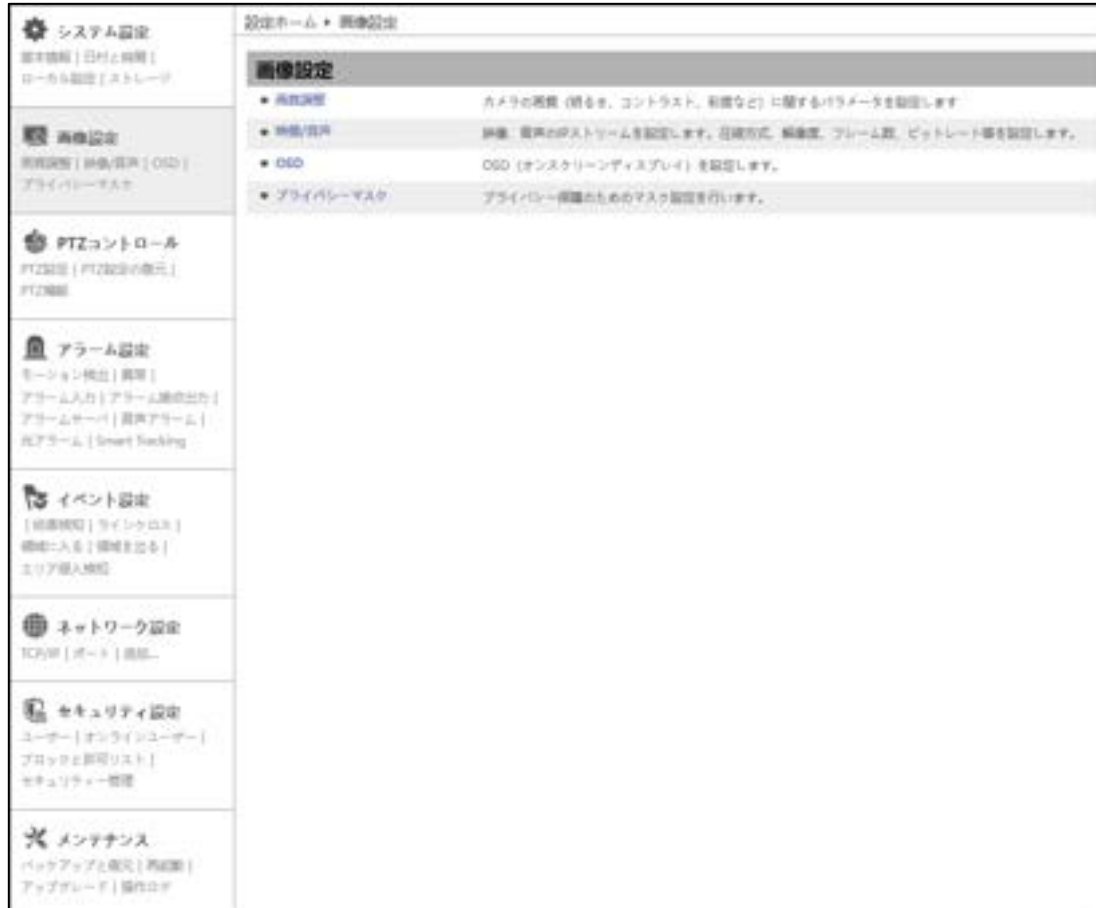 システム設定
基本情報 | 日付と時間 |
ローカル設定 | ストレージ
画像設定
画質調整 | 映像/音声 | OSD |
プライバシーマスク
PTZコントロール
PTZ設定 | PTZ設定の復元 |
PTZ機能
アラーム設定
モーション検出 | 異常 |
アラーム入力 | アラーム接点出力 |
アラームサーバ | 音声アラーム |
光アラーム | Smart Tracking
イベント設定
ラインクロス |
領域に入る | 領域を出る |
エリア侵入検知
ネットワーク設定
TCP/IP | ポート | 追加...
セキュリティ設定
ユーザー | オンラインユーザー |
ブロックと許可リスト |
セキュリティー管理
メンテナンス
バックアップと復元 | 再起動 |
アップグレード | 操作ログ
設定ホーム ▸ 画像設定
画像設定
画質調整 カメラの画質（明るさ、コントラスト、彩度など）に関するパラメータを設定します
映像/音声 映像、音声のIPストリームを設定します。圧縮方式、解像度、フレーム数、ビットレート等を設定します。
OSD OSD（オンスクリーンディスプレイ）を設定します。
プライバシーマスク プライバシー保護のためのマスク設定を行います。